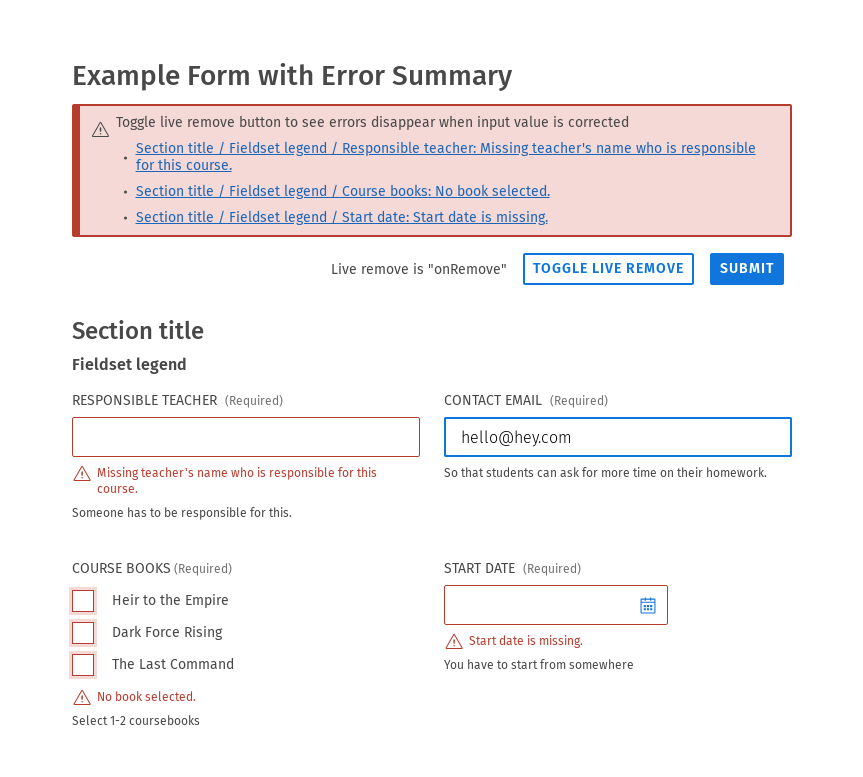 Example Form with Error Summary
Toggle live remove button to see errors disappear when input value is corrected
Section title / Fieldset legend / Responsible teacher: Missing teacher's name who is responsible
for this course.
Section title / Fieldset legend / Course books: No book selected.
Section title / Fieldset legend / Start date: Start date is missing.
Live remove is "onRemove"
TOGGLE LIVE REMOVE
SUBMIT
Section title
Fieldset legend
RESPONSIBLE TEACHER (Required)
Missing teacher's name who is responsible for this
course.
Someone has to be responsible for this.
CONTACT EMAIL (Required)
hello@hey.com
So that students can ask for more time on their homework.
COURSE BOOKS (Required)
Heir to the Empire
Dark Force Rising
The Last Command
No book selected.
Select 1-2 coursebooks
START DATE (Required)
Start date is missing.
You have to start from somewhere